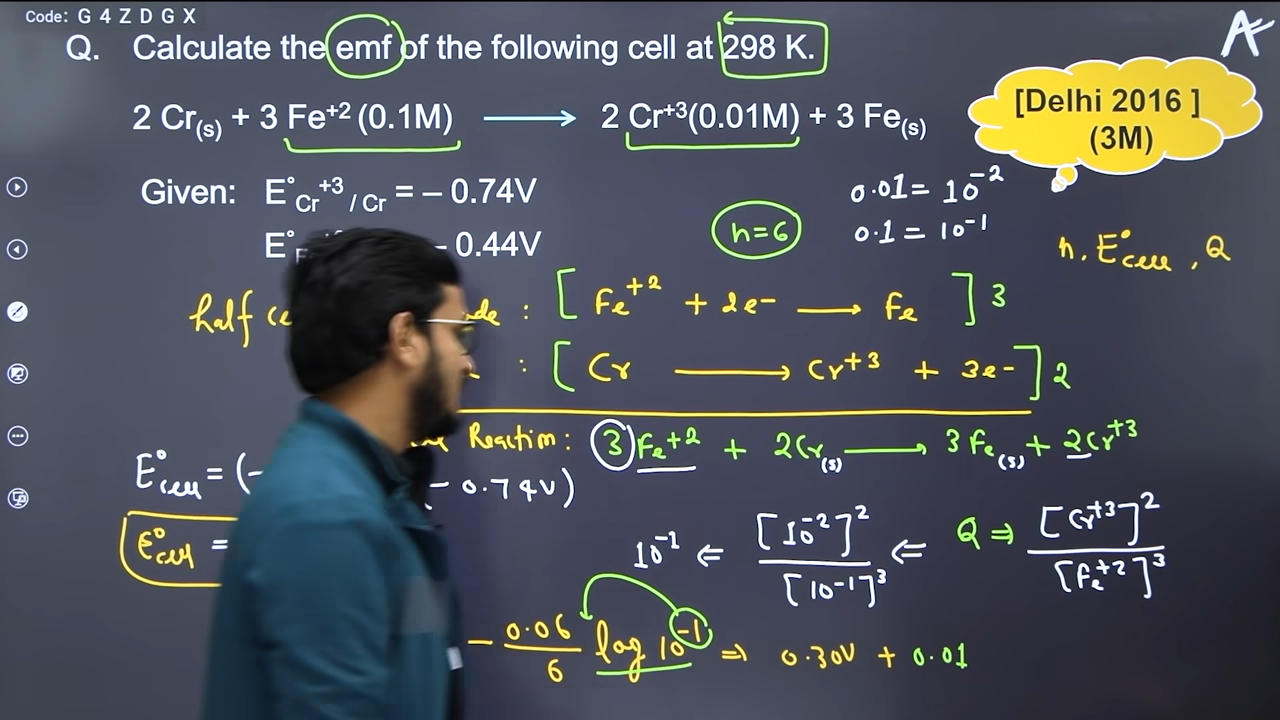 Code: G 4 Z D G X
Q. Calculate the emf of the following cell at 298 K.
2 Cr(s) + 3 Fe+2 (0.1M) ⟶ 2 Cr+3(0.01M) + 3 Fe(s)
[Delhi 2016 ]
(3M)
Given: E° Cr+3 / Cr = – 0.74V
0.01 = 10-2
0.44V
n=6
0.1 = 10-1
n. E°cell , Q
half : [ Fe+2 + 2e- ⟶ Fe ] 3
: [ Cr ⟶ Cr+3 + 3e- ] 2
Reaction: 3 Fe+2 + 2Cr(s) ⟶ 3 Fe(s) + 2Cr+3
E°cell = (- - 0.74V)
E°cell =
10-1 ⇐ [10-2]2 / [10-1]3 ⇐ Q ⇒ [Cr+3]2 / [Fe+2]3
- 0.06 / 6 log 10-1 ⇒ 0.30V + 0.01